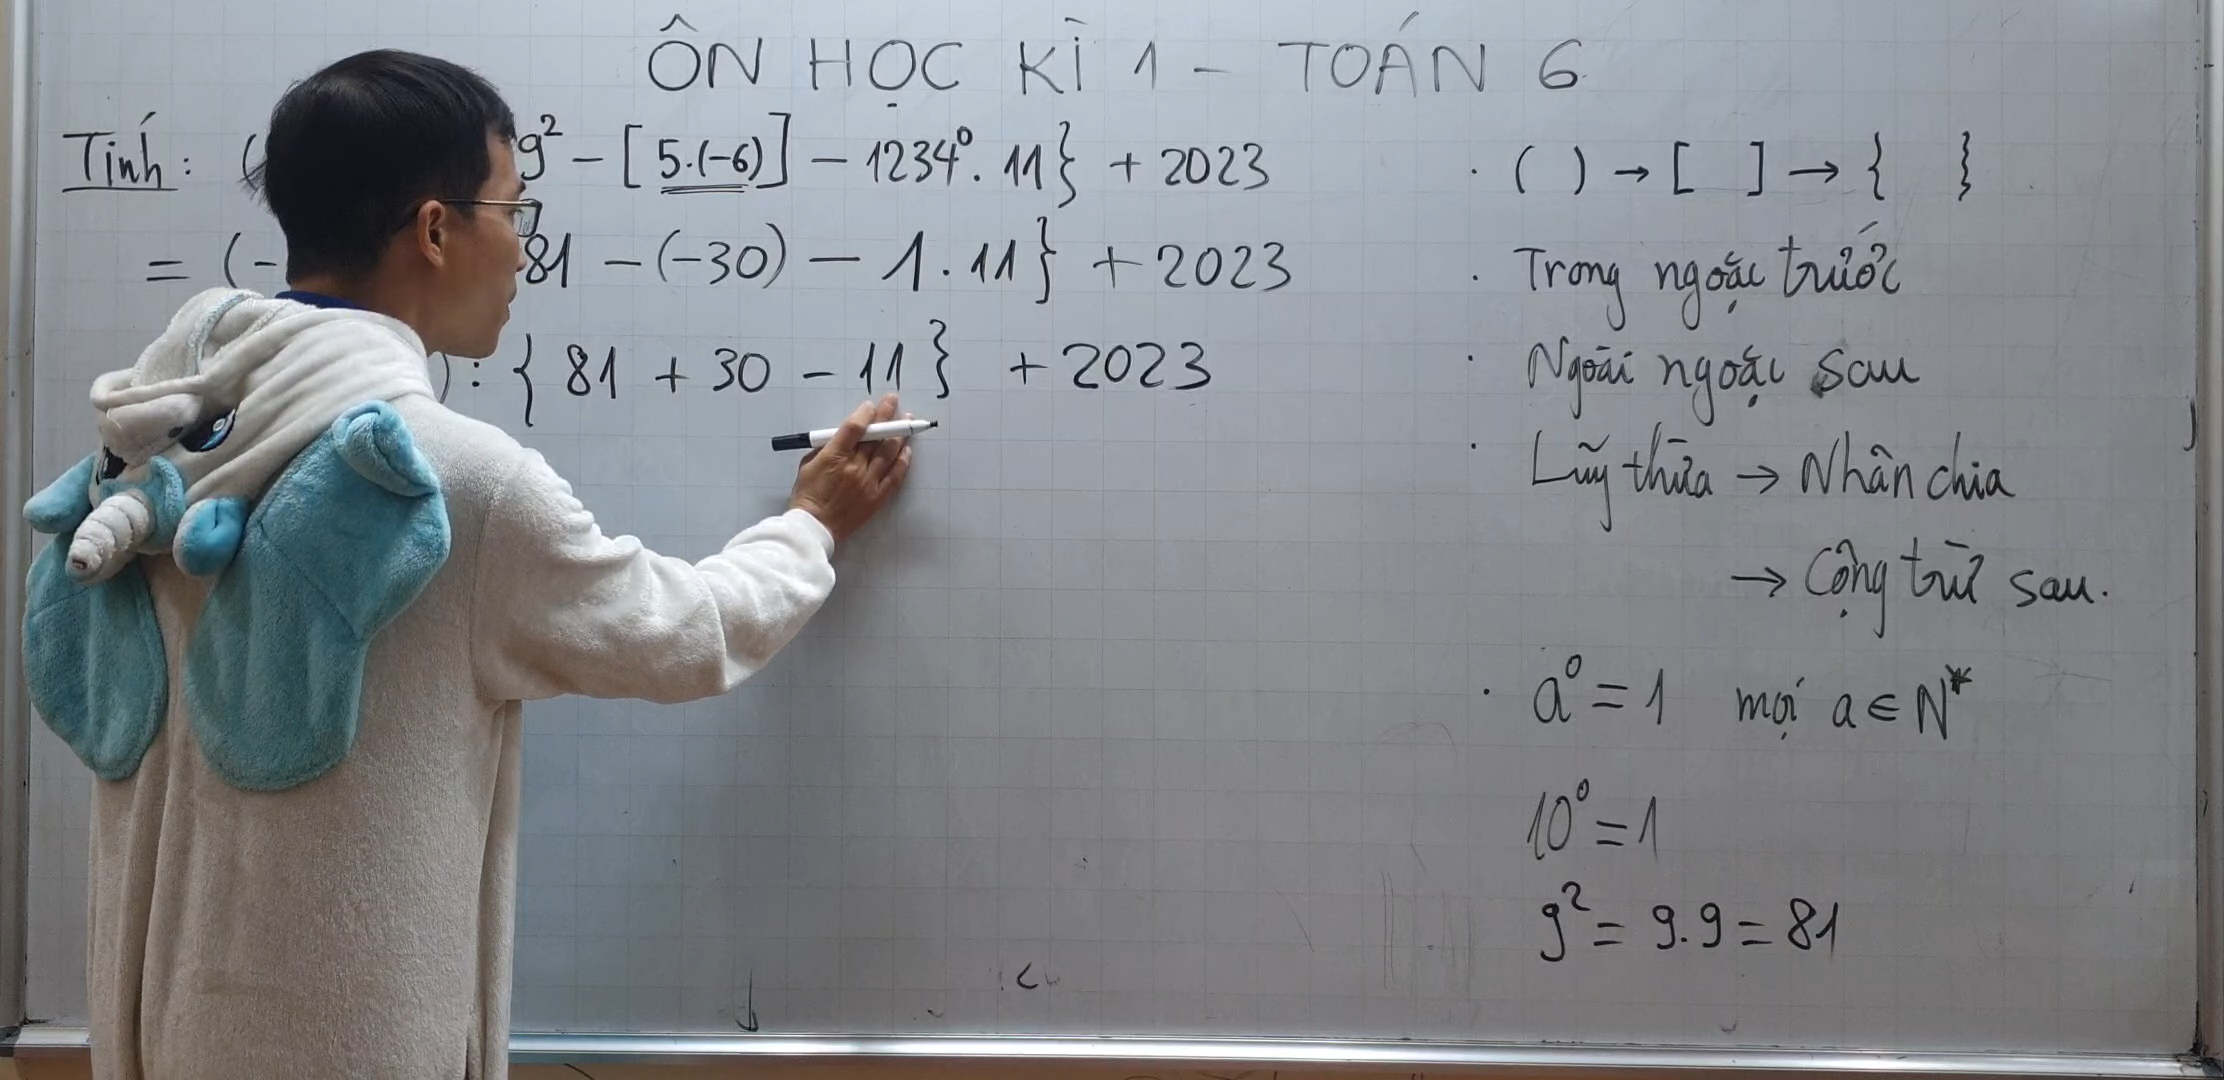 ÔN HỌC KÌ 1 - TOÁN 6
Tính: ( 9² - [5.(-6)] - 1234⁰. 11} + 2023
= (- 81 - (-30) - 1 . 11} + 2023
) : { 81 + 30 - 11} + 2023
. ( ) → [ ] → { }
. Trong ngoặc trước
. Ngoài ngoặc sau
. Lũy thừa → Nhân chia
→ Cộng trừ sau.
. a⁰ = 1 mọi a ∈ N*
10⁰ = 1
9² = 9.9 = 81